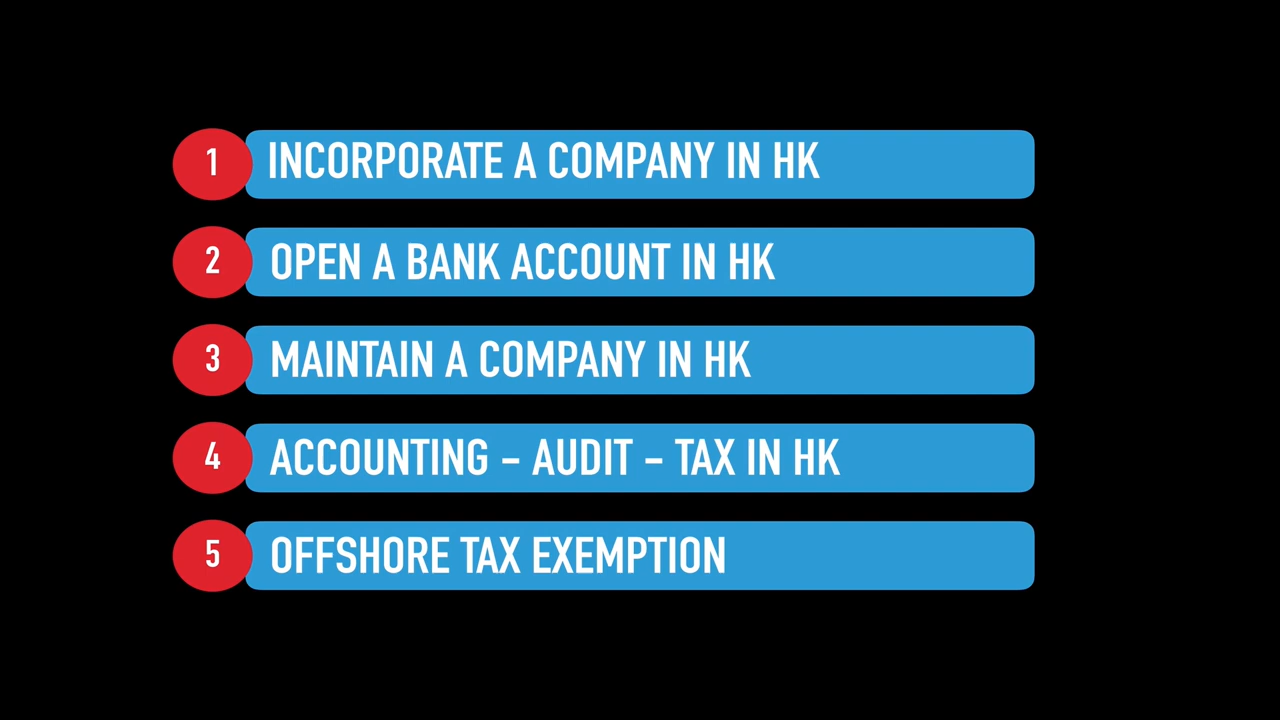 1 INCORPORATE A COMPANY IN HK
2 OPEN A BANK ACCOUNT IN HK
3 MAINTAIN A COMPANY IN HK
4 ACCOUNTING – AUDIT – TAX IN HK
5 OFFSHORE TAX EXEMPTION